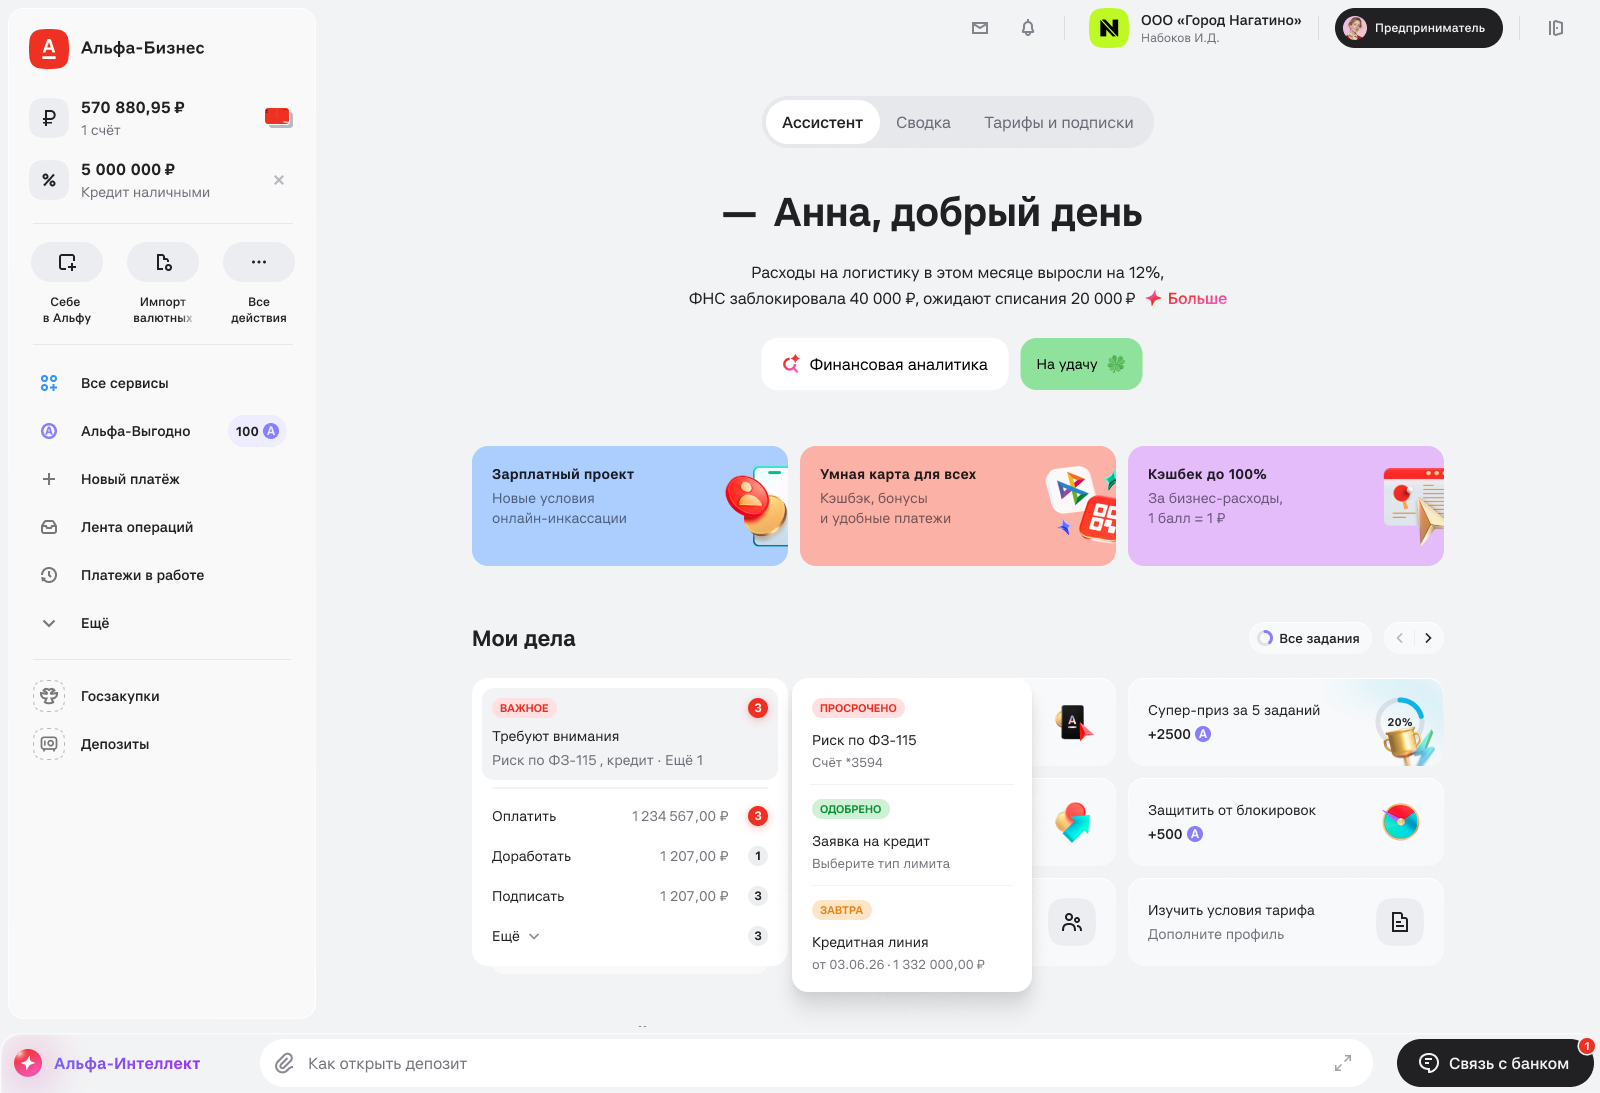 Альфа-Бизнес
570 880,95 ₽
1 счёт
5 000 000 ₽
Кредит наличными
Себе
в Альфу
Импорт
валютных
Все
действия
Все сервисы
Альфа-Выгодно
100
Новый платёж
Лента операций
Платежи в работе
Ещё
Госзакупки
Депозиты
ООО «Город Нагатино»
Набоков И.Д.
Предприниматель
Ассистент
Сводка
Тарифы и подписки
— Анна, добрый день
Расходы на логистику в этом месяце выросли на 12%,
ФНС заблокировала 40 000 ₽, ожидают списания 20 000 ₽ Больше
Финансовая аналитика
На удачу
Зарплатный проект
Новые условия
онлайн-инкассации
Умная карта для всех
Кэшбэк, бонусы
и удобные платежи
Кэшбек до 100%
За бизнес-расходы,
1 балл = 1 ₽
Мои дела
Все задания
ВАЖНОЕ
3
Требуют внимания
Риск по ФЗ-115 , кредит · Ещё 1
Оплатить 1 234 567,00 ₽ 3
Доработать 1 207,00 ₽ 1
Подписать 1 207,00 ₽ 3
Ещё 3
ПРОСРОЧЕНО
Риск по ФЗ-115
Счёт *3594
ОДОБРЕНО
Заявка на кредит
Выберите тип лимита
ЗАВТРА
Кредитная линия
от 03.06.26 · 1 332 000,00 ₽
Супер-приз за 5 заданий
+2500
20%
Защитить от блокировок
+500
Изучить условия тарифа
Дополните профиль
Альфа-Интеллект
Как открыть депозит
Связь с банком
1